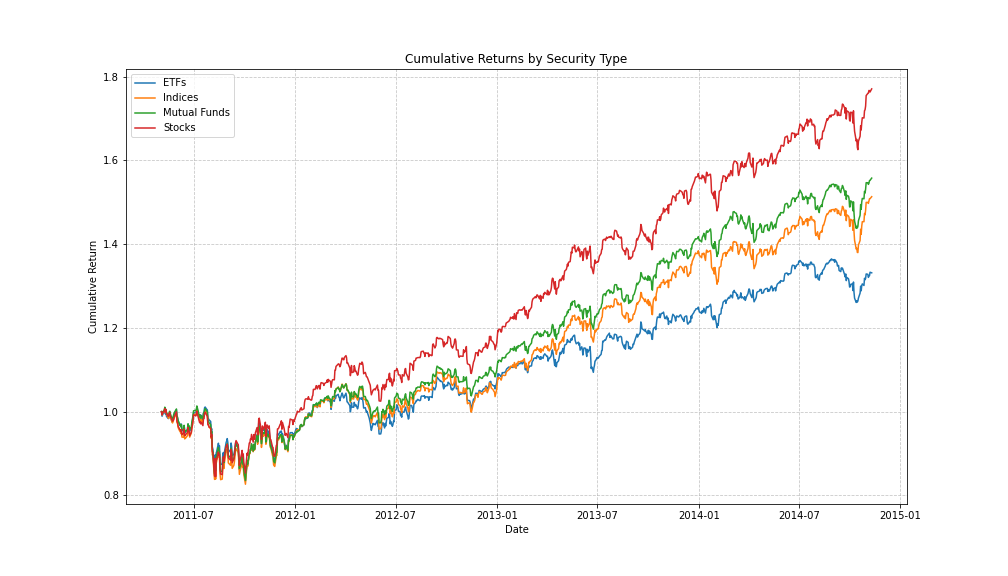 Cumulative Returns by Security Type
ETFs
Indices
Mutual Funds
Stocks
Cumulative Return
1.8
1.6
1.4
1.2
1.0
0.8
2011-07 2012-01 2012-07 2013-01 2013-07 2014-01 2014-07 2015-01
Date